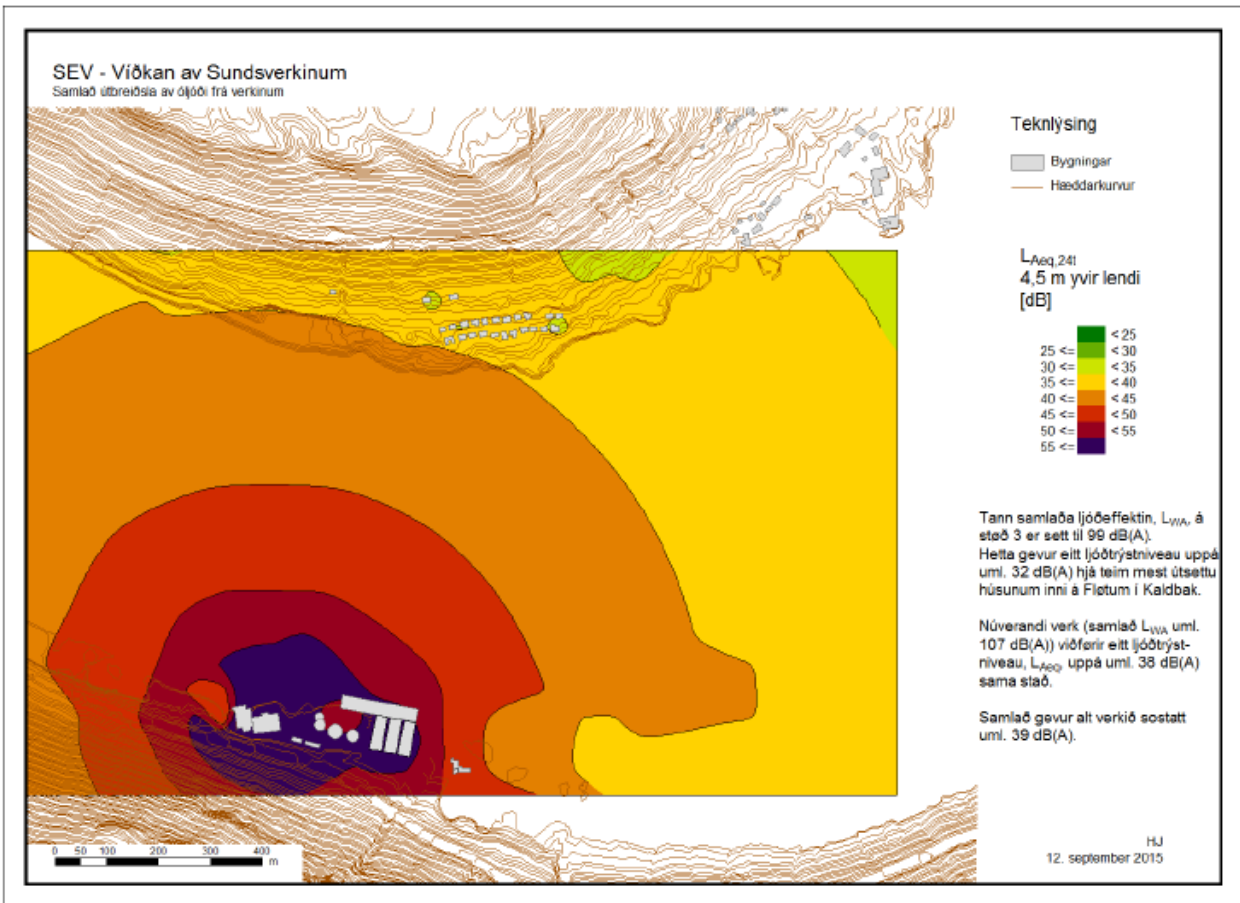 SEV - Víðkan av Sundsverkinum
Samlað útbreiðsla av óljóði frá verkinum
Teknlýsing
Bygningar
Hæddarkurvur
LAeq,24t
4,5 m yvir lendi
[dB]
< 25
25 <= < 30
30 <= < 35
35 <= < 40
40 <= < 45
45 <= < 50
50 <= < 55
55 <=
Tann samlaða ljóðeffektin, LWA, á
støð 3 er sett til 99 dB(A).
Hetta gevur eitt ljóðtrýstniveau uppá
uml. 32 dB(A) hjá teim mest útsettu
húsunum inni á Fløtum í Kaldbak.
Núverandi verk (samlað LWA uml.
107 dB(A)) viðførir eitt ljóðtrýst-
niveau, LAeq, uppá uml. 38 dB(A)
sama stað.
Samlað gevur alt verkið sostatt
uml. 39 dB(A).
0 50 100 200 300 400
m
HJ
12. september 2015